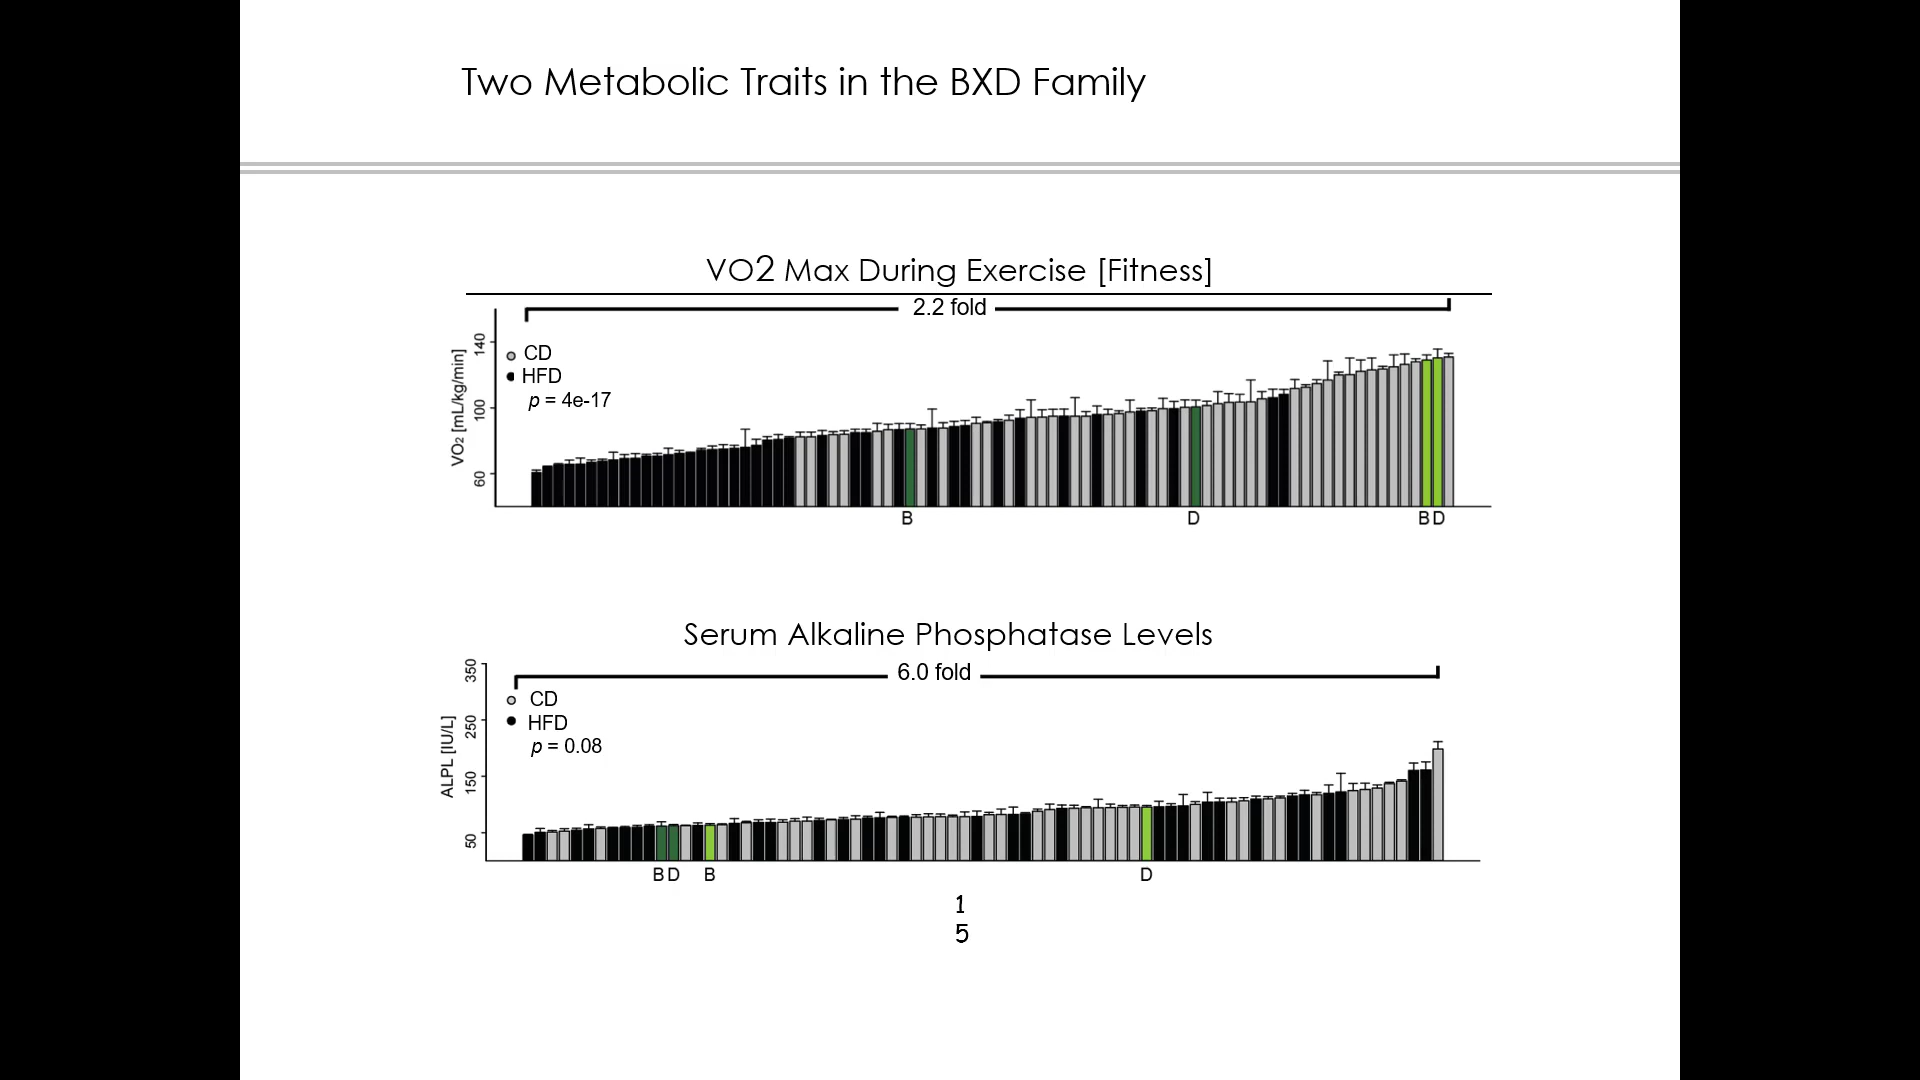 Two Metabolic Traits in the BXD Family
VO2 Max During Exercise [Fitness]
2.2 fold
VO2 [mL/kg/min]
140
100
60
CD
HFD
p = 4e-17
B
D
B D
Serum Alkaline Phosphatase Levels
6.0 fold
ALPL [IU/L]
350
250
150
50
CD
HFD
p = 0.08
B D
B
D
1
5